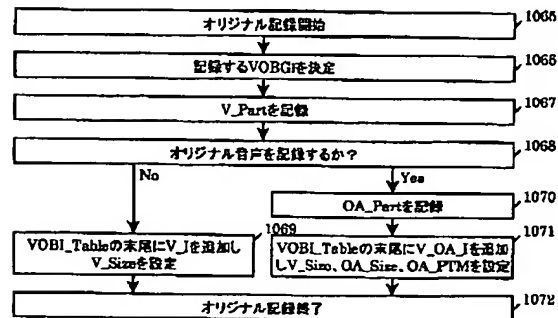 オリジナル記録開始
1065
記録するVOBGIを決定
1066
V_Partを記録
1067
オリジナル音声を記録するか?
1068
No
Yes
OA_Partを記録
1070
VOBI_Tableの末尾にV_Iを追加し
V_Sizeを設定
1069
VOBI_Tableの末尾にV_OA_Iを追加
しV_Size、OA_Size、OA_PTMを設定
1071
オリジナル記録終了
1072